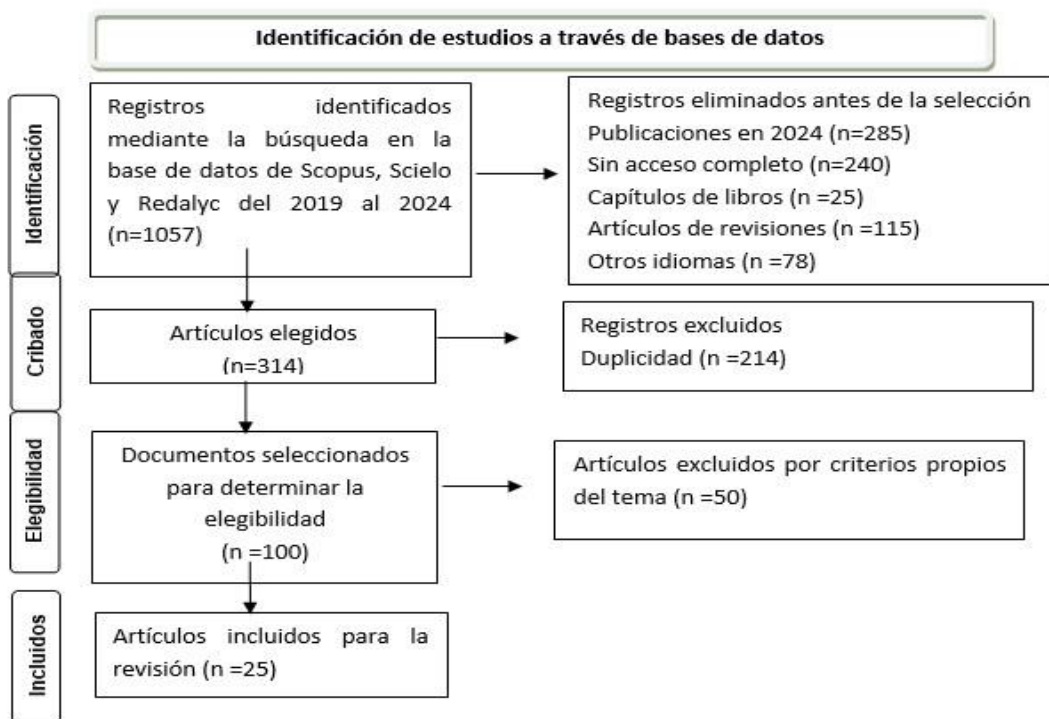 Identificación de estudios a través de bases de datos
Identificación
Registros identificados
mediante la búsqueda en la
base de datos de Scopus, Scielo
y Redalyc del 2019 al 2024
(n=1057)
Registros eliminados antes de la selección
Publicaciones en 2024 (n=285)
Sin acceso completo (n=240)
Capítulos de libros (n =25)
Artículos de revisiones (n =115)
Otros idiomas (n =78)
Cribado
Artículos elegidos
(n=314)
Registros excluidos
Duplicidad (n =214)
Elegibilidad
Documentos seleccionados
para determinar la
elegibilidad
(n =100)
Artículos excluidos por criterios propios
del tema (n =50)
Incluidos
Artículos incluidos para la
revisión (n =25)